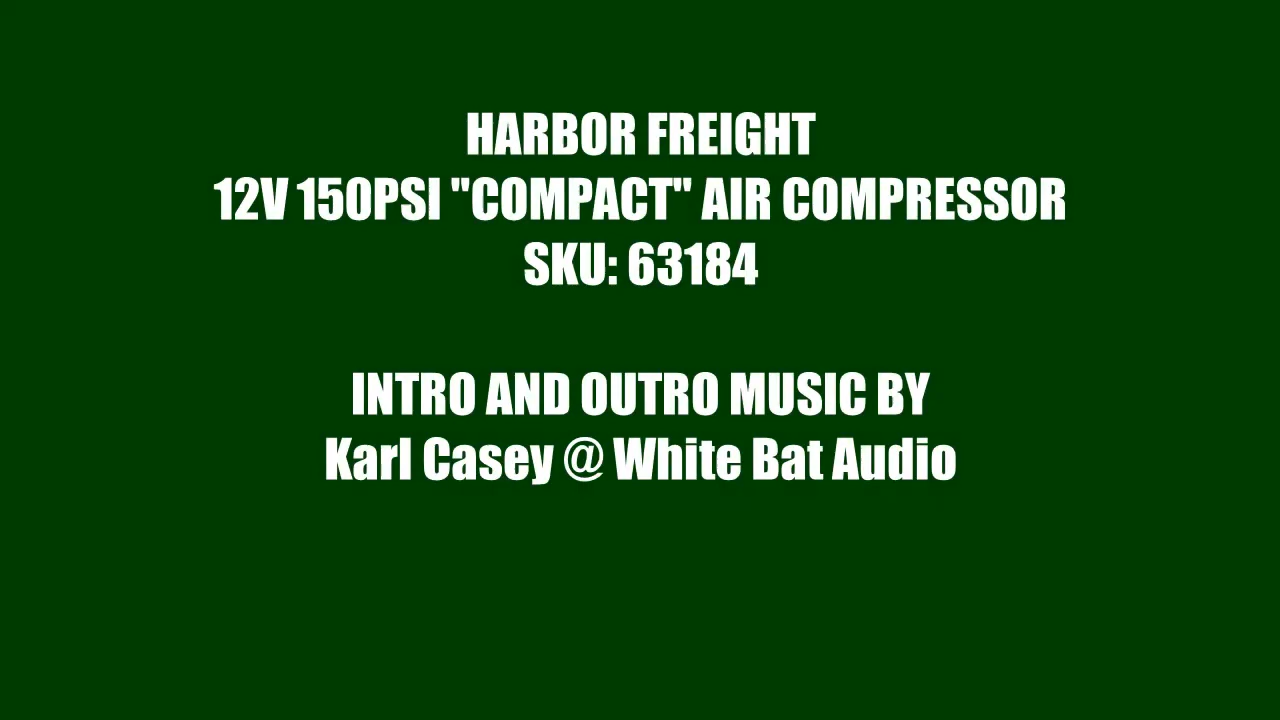 HARBOR FREIGHT
12V 150PSI "COMPACT" AIR COMPRESSOR
SKU: 63184
INTRO AND OUTRO MUSIC BY
Karl Casey @ White Bat Audio